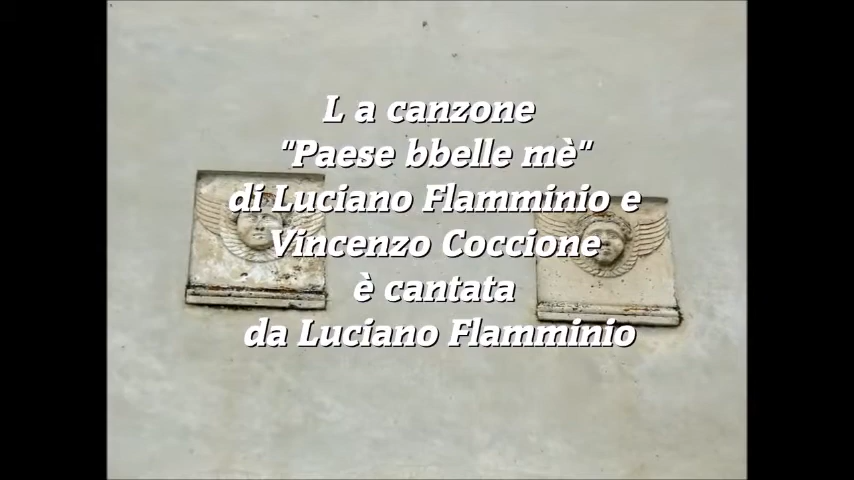 L a canzone
"Paese bbelle mè"
di Luciano Flamminio e
Vincenzo Coccione
è cantata
da Luciano Flamminio